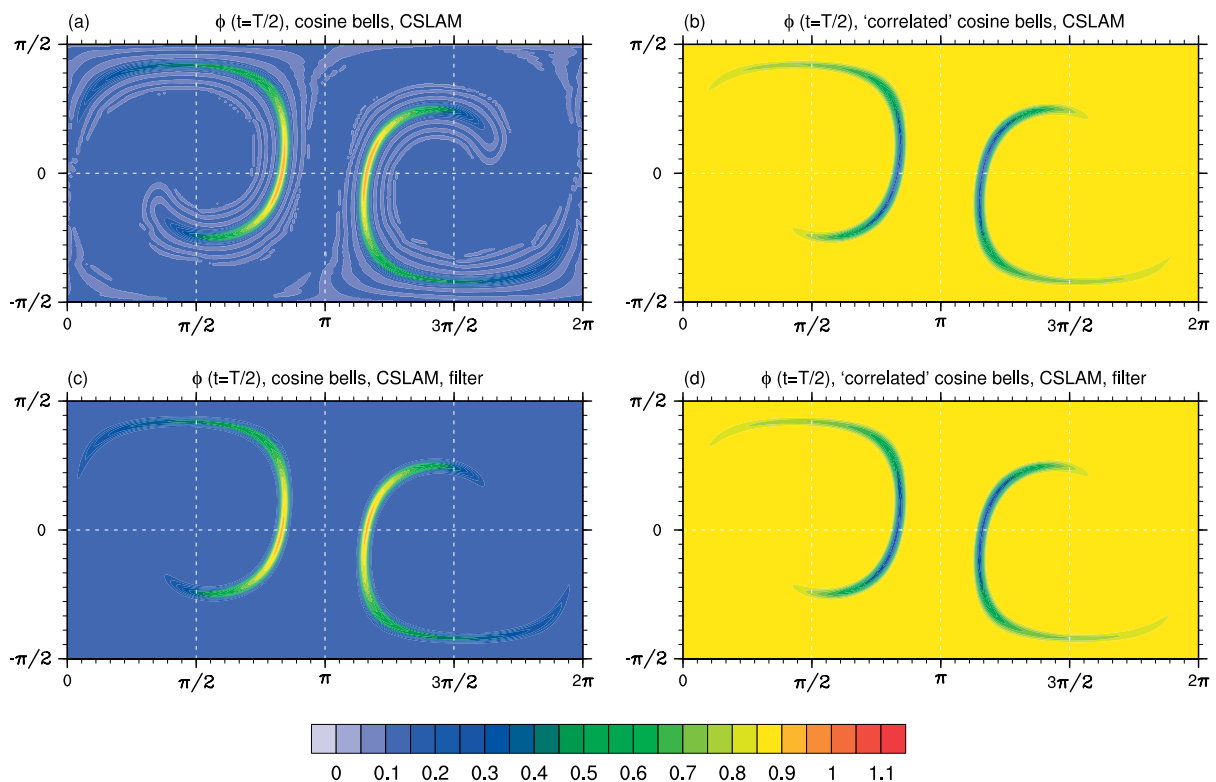 (a) ϕ (t=T/2), cosine bells, CSLAM
π/2
0
-π/2
0 π/2 π 3π/2 2π
(b) ϕ (t=T/2), ‘correlated’ cosine bells, CSLAM
π/2
0
-π/2
0 π/2 π 3π/2 2π
(c) ϕ (t=T/2), cosine bells, CSLAM, filter
π/2
0
-π/2
0 π/2 π 3π/2 2π
(d) ϕ (t=T/2), ‘correlated’ cosine bells, CSLAM, filter
π/2
0
-π/2
0 π/2 π 3π/2 2π
0 0.1 0.2 0.3 0.4 0.5 0.6 0.7 0.8 0.9 1 1.1